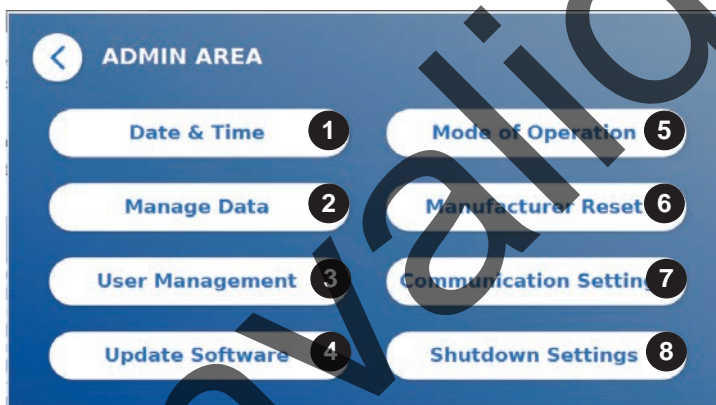 ADMIN AREA
Date & Time 1
Manage Data 2
User Management 3
Update Software 4
Mode of Operation 5
Manufacturer Reset 6
Communication Setting 7
Shutdown Settings 8